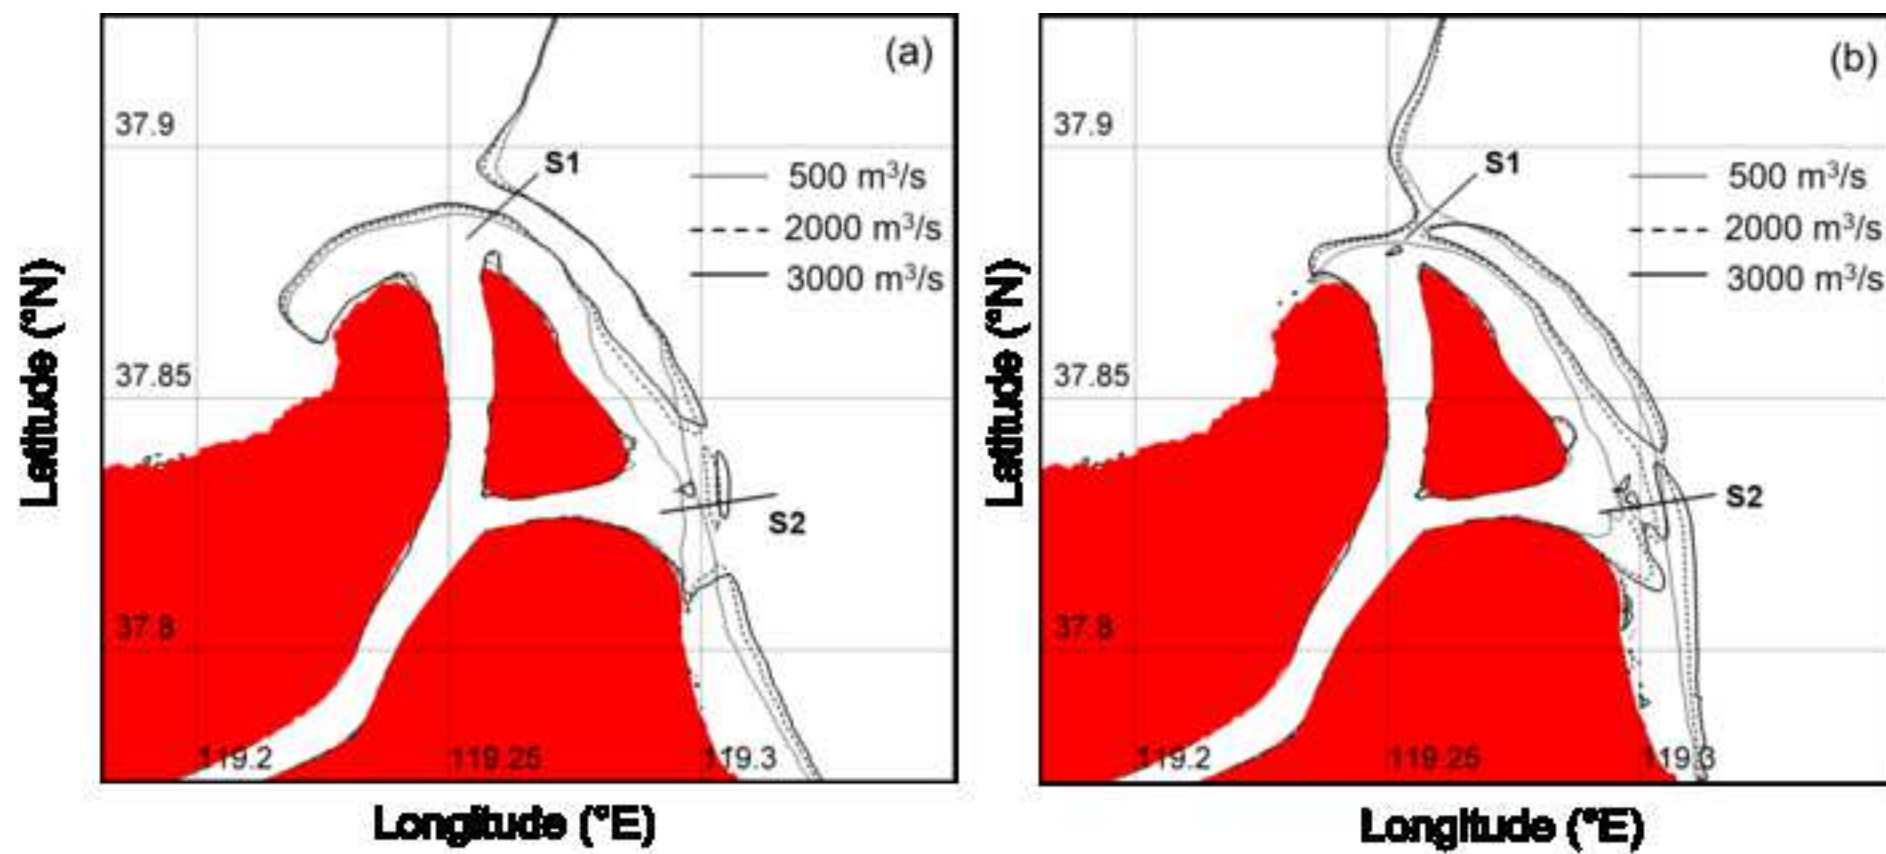 (a)
37.9
S1
500 m³/s
2000 m³/s
3000 m³/s
37.85
S2
37.8
119.2
119.25
119.3
Latitude (°N)
Longitude (°E)
(b)
37.9
S1
500 m³/s
2000 m³/s
3000 m³/s
37.85
S2
37.8
119.2
119.25
119.3
Latitude (°N)
Longitude (°E)